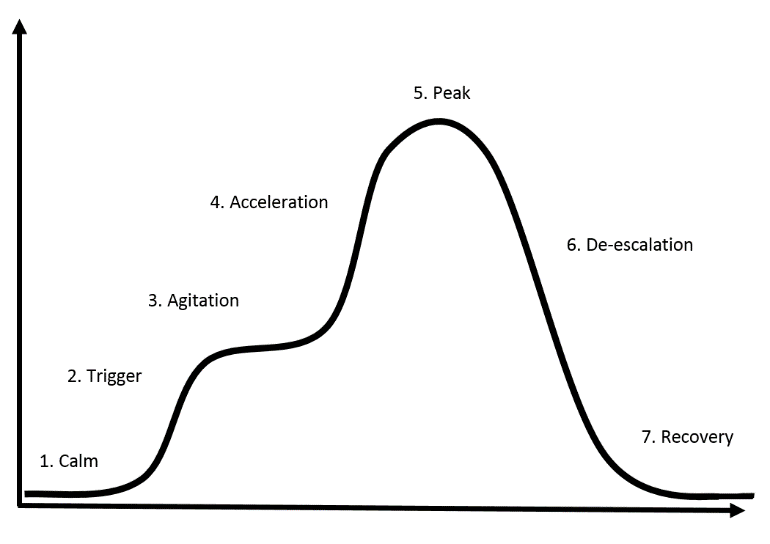 5. Peak
4. Acceleration
6. De-escalation
3. Agitation
2. Trigger
7. Recovery
1. Calm